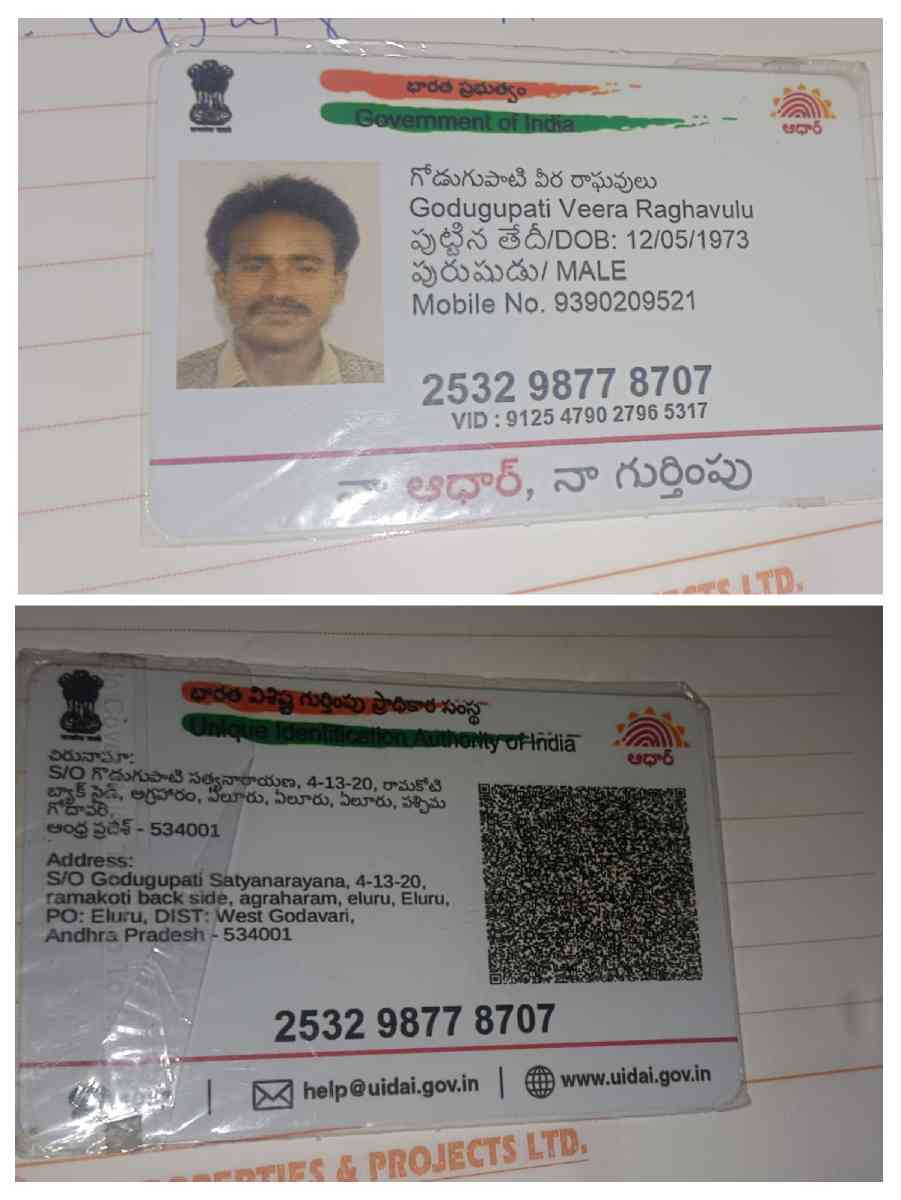 భారత ప్రభుత్వం
Government of India
ఆధార్
గోడుగుపాటి వీర రాఘవులు
Godugupati Veera Raghavulu
పుట్టిన తేదీ/DOB: 12/05/1973
పురుషుడు/ MALE
Mobile No. 9390209521
2532 9877 8707
VID : 9125 4790 2796 5317
నా ఆధార్, నా గుర్తింపు
LTD.
భారత విశిష్ట గుర్తింపు ప్రాధికార సంస్థ
Unique Identification Authority of India
ఆధార్
చిరునామా:
S/O గొడుగుపాటి సత్యనారాయణ, 4-13-20, రామకోటి
బ్యాక్ సైడ్, అగ్రహారం, ఏలూరు, ఏలూరు, ఏలూరు, పశ్చిమ
గోదావరి,
ఆంధ్ర ప్రదేశ్ - 534001
Address:
S/O Godugupati Satyanarayana, 4-13-20,
ramakoti back side, agraharam, eluru, Eluru,
PO: Eluru, DIST: West Godavari,
Andhra Pradesh - 534001
2532 9877 8707
help@uidai.gov.in
www.uidai.gov.in
& PROJECTS LTD.